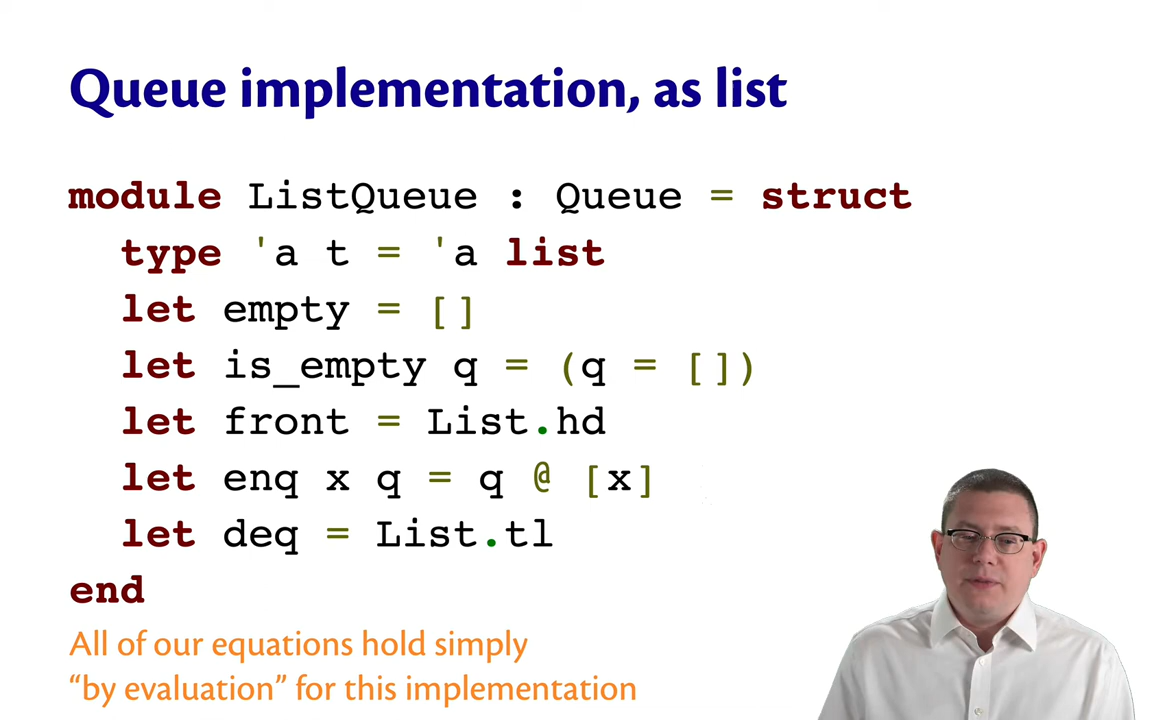 Queue implementation, as list
module ListQueue : Queue = struct
type 'a t = 'a list
let empty = []
let is_empty q = (q = [])
let front = List.hd
let enq x q = q @ [x]
let deq = List.tl
end
All of our equations hold simply
“by evaluation” for this implementation